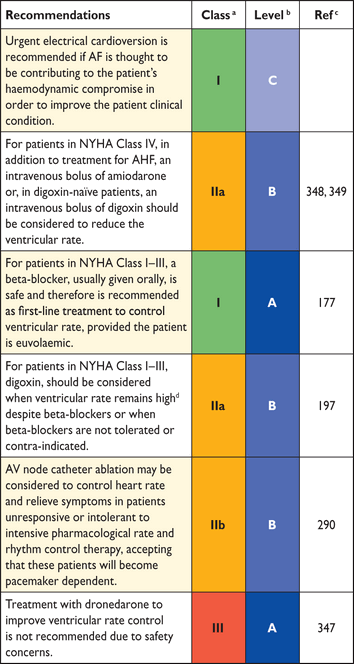 Recommendations Class a Level b Ref c
Urgent electrical cardioversion is
recommended if AF is thought to
be contributing to the patient's
haemodynamic compromise in
order to improve the patient clinical
condition.
I C
For patients in NYHA Class IV, in
addition to treatment for AHF, an
intravenous bolus of amiodarone
or, in digoxin-naïve patients, an
intravenous bolus of digoxin should
be considered to reduce the
ventricular rate.
IIa B 348, 349
For patients in NYHA Class I–III, a
beta-blocker, usually given orally, is
safe and therefore is recommended
as first-line treatment to control
ventricular rate, provided the patient
is euvolaemic.
I A 177
For patients in NYHA Class I–III,
digoxin, should be considered
when ventricular rate remains high d
despite beta-blockers or when
beta-blockers are not tolerated or
contra-indicated.
IIa B 197
AV node catheter ablation may be
considered to control heart rate
and relieve symptoms in patients
unresponsive or intolerant to
intensive pharmacological rate and
rhythm control therapy, accepting
that these patients will become
pacemaker dependent.
IIb B 290
Treatment with dronedarone to
improve ventricular rate control
is not recommended due to safety
concerns.
III A 347